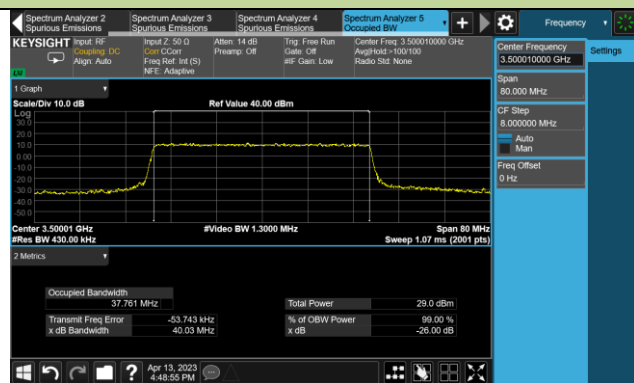 Spectrum Analyzer 2
Spurious Emissions
Spectrum Analyzer 3
Spurious Emissions
Spectrum Analyzer 4
Spurious Emissions
Spectrum Analyzer 5
Occupied BW
Frequency
KEYSIGHT
Input: RF
Coupling: DC
Align: Auto
Input Z: 50 Ω
Corr CCorr
Freq Ref: Int (S)
NFE: Adaptive
Atten: 14 dB
Preamp: Off
Trig: Free Run
Gate: Off
#IF Gain: Low
Center Freq: 3.500010000 GHz
Avg|Hold:>100/100
Radio Std: None
LXI
1 Graph
Scale/Div 10.0 dB
Ref Value 40.00 dBm
Log
30.0
20.0
10.0
0.00
-10.0
-20.0
-30.0
-40.0
-50.0
Center 3.50001 GHz
#Video BW 1.3000 MHz
Span 80 MHz
#Res BW 430.00 kHz
Sweep 1.07 ms (2001 pts)
2 Metrics
Occupied Bandwidth
37.761 MHz
Total Power
29.0 dBm
Transmit Freq Error
-53.743 kHz
% of OBW Power
99.00 %
x dB Bandwidth
40.03 MHz
x dB
-26.00 dB
Center Frequency
3.500010000 GHz
Settings
Span
80.000 MHz
CF Step
8.000000 MHz
Auto
Man
Freq Offset
0 Hz
?
Apr 13, 2023
4:48:55 PM